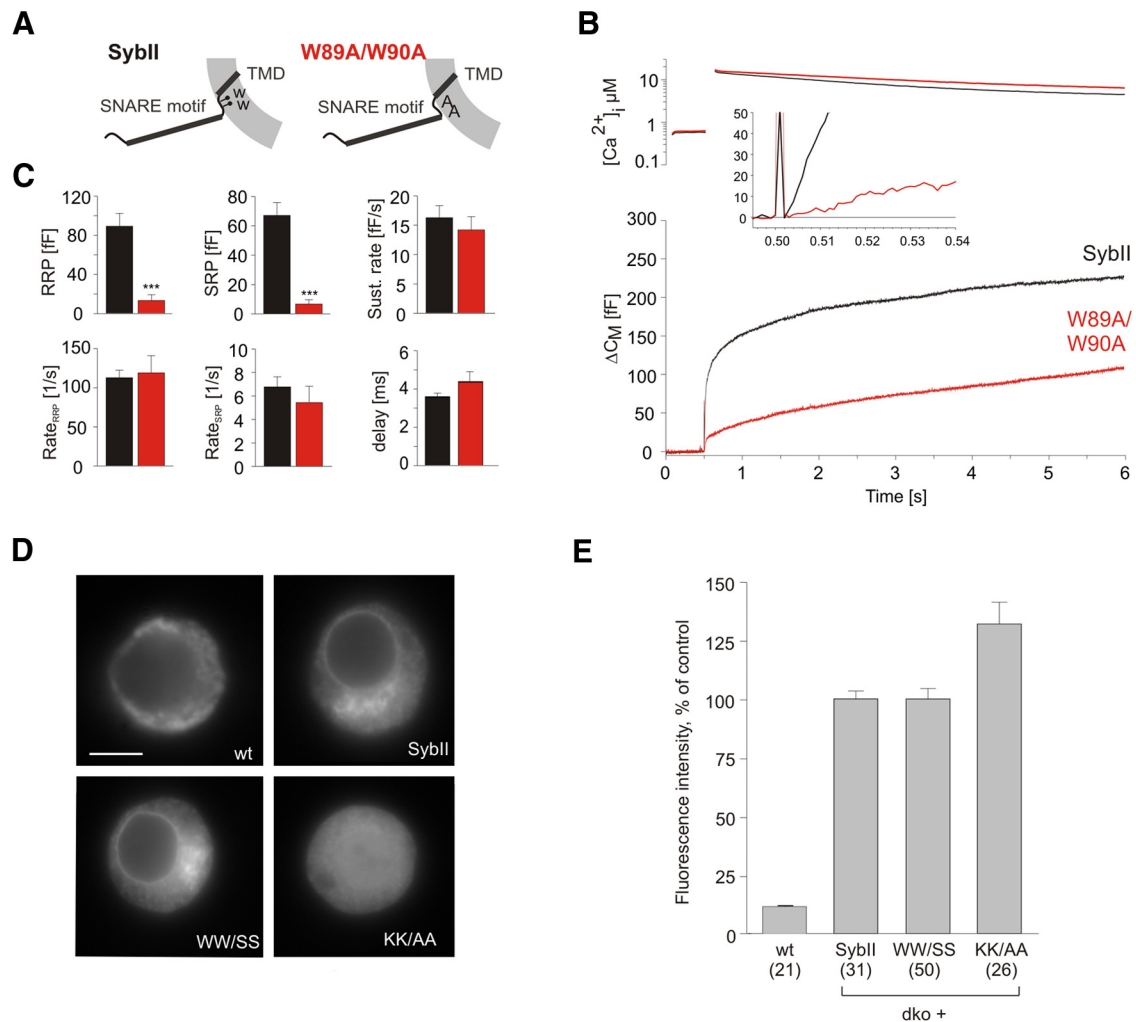 A
SybII
W89A/W90A
TMD
W
W
SNARE motif
TMD
A
A
SNARE motif
B
[Ca2+]i µM
10
1
0.1
50
40
30
20
10
0
0.50
0.51
0.52
0.53
0.54
ΔCM [fF]
300
250
200
150
100
50
0
SybII
W89A/
W90A
0
1
2
3
4
5
6
Time [s]
C
RRP [fF]
120
80
40
0
***
SRP [fF]
80
60
40
20
0
***
Sust. rate [fF/s]
20
15
10
5
0
RateRRP [1/s]
150
100
50
0
RateSRP [1/s]
10
8
6
4
2
0
delay [ms]
6
4
2
0
D
wt
SybII
WW/SS
KK/AA
E
Fluorescence intensity, % of control
150
125
100
75
50
25
0
wt
SybII
WW/SS
KK/AA
(21)
(31)
(50)
(26)
dko +